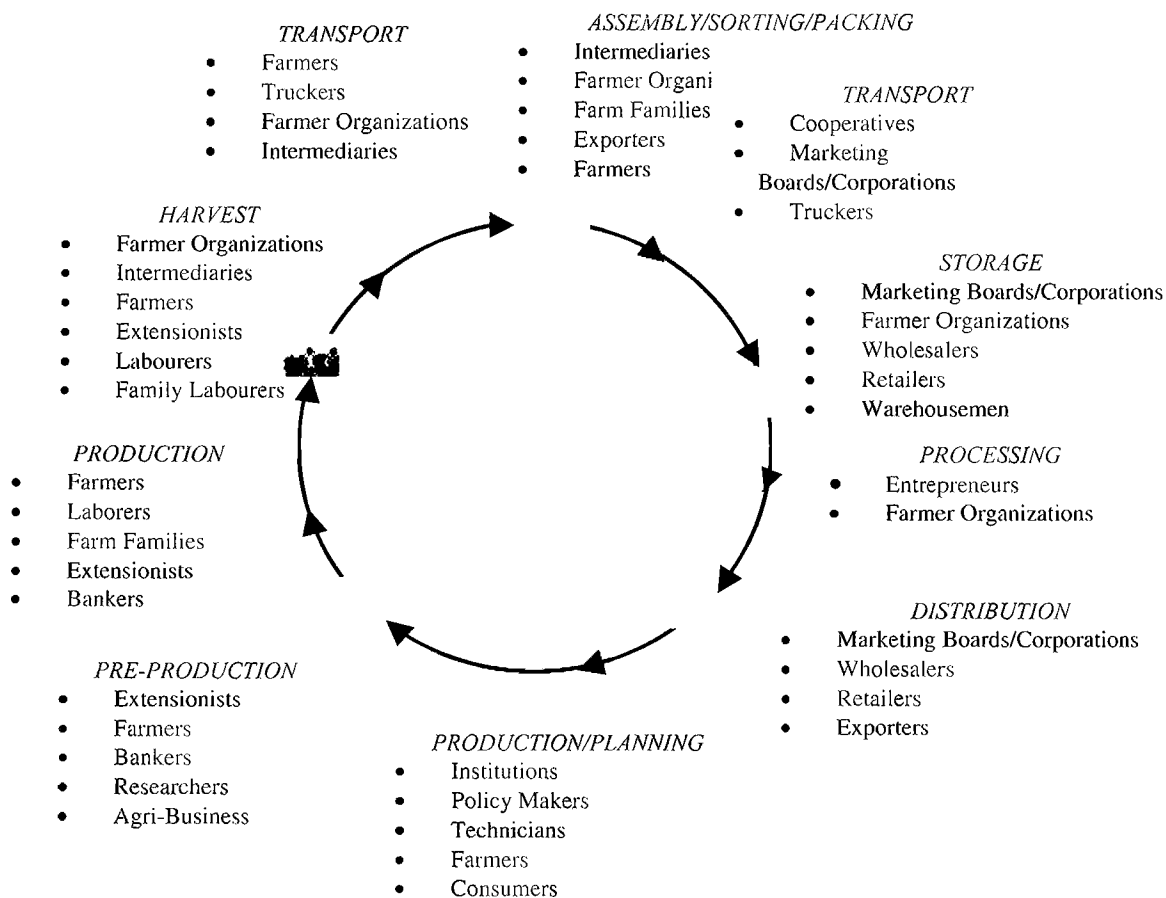 TRANSPORT
• Farmers
• Truckers
• Farmer Organizations
• Intermediaries
ASSEMBLY/SORTING/PACKING
• Intermediaries
• Farmer Organi
• Farm Families
• Exporters
• Farmers
TRANSPORT
• Cooperatives
• Marketing
Boards/Corporations
• Truckers
HARVEST
• Farmer Organizations
• Intermediaries
• Farmers
• Extensionists
• Labourers
• Family Labourers
STORAGE
• Marketing Boards/Corporations
• Farmer Organizations
• Wholesalers
• Retailers
• Warehousemen
PRODUCTION
• Farmers
• Laborers
• Farm Families
• Extensionists
• Bankers
PROCESSING
• Entrepreneurs
• Farmer Organizations
DISTRIBUTION
• Marketing Boards/Corporations
• Wholesalers
• Retailers
• Exporters
PRE-PRODUCTION
• Extensionists
• Farmers
• Bankers
• Researchers
• Agri-Business
PRODUCTION/PLANNING
• Institutions
• Policy Makers
• Technicians
• Farmers
• Consumers